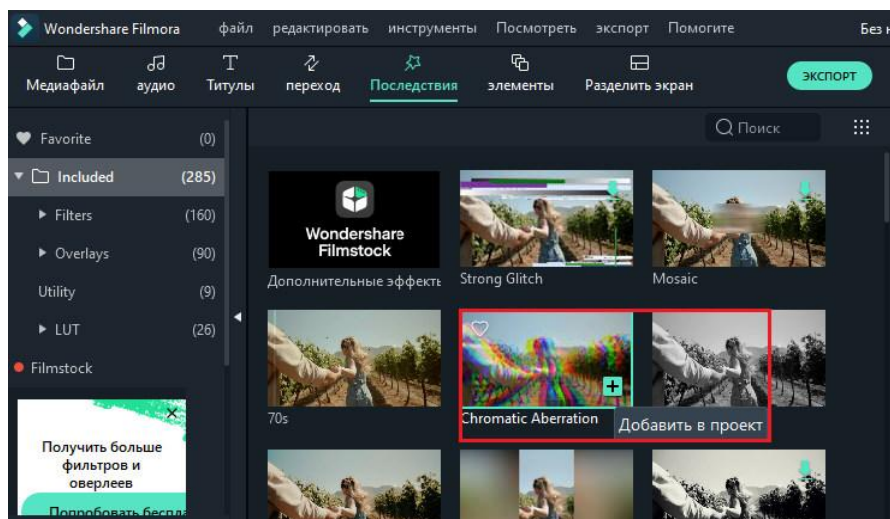 Wondershare Filmora файл редактировать инструменты Посмотреть экспорт Помогите Без
Медиафайл аудио Титулы переход Последствия элементы Разделить экран ЭКСПОРТ
Favorite (0)
Поиск
Included (285)
Filters (160)
Overlays (90)
Utility (9)
LUT (26)
Filmstock
Wondershare
Filmstock
Дополнительные эффекты
Strong Glitch
Mosaic
70s
Chromatic Aberration
Добавить в проект
Получить больше
фильтров и
оверлеев
Попробовать